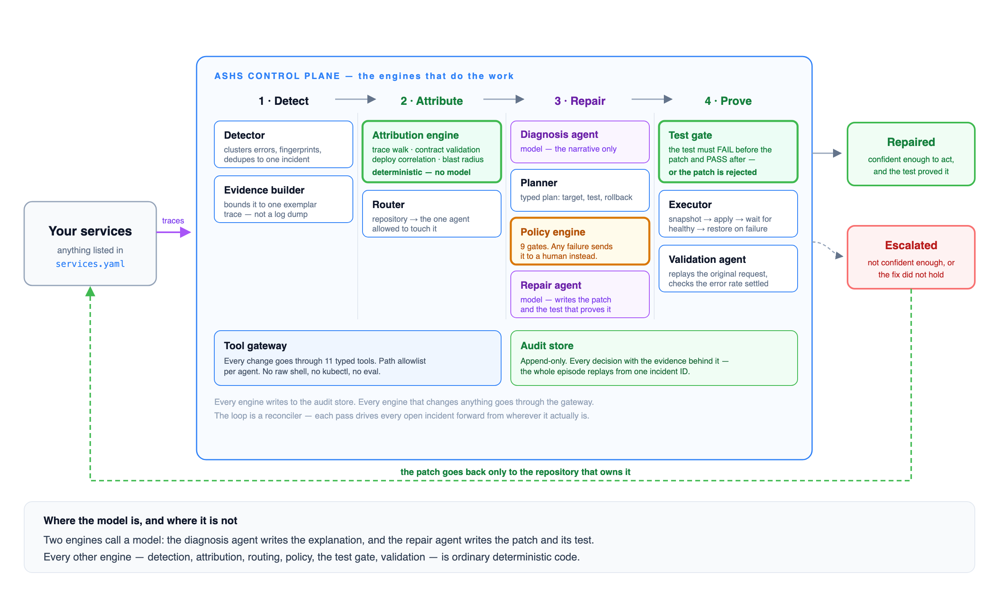 ASHS CONTROL PLANE — the engines that do the work
1 · Detect
2 · Attribute
3 · Repair
4 · Prove
Detector
clusters errors, fingerprints,
dedupes to one incident
Evidence builder
bounds it to one exemplar
trace — not a log dump
Attribution engine
trace walk · contract validation
deploy correlation · blast radius
deterministic — no model
Router
repository → the one agent
allowed to touch it
Diagnosis agent
model — the narrative only
Planner
typed plan: target, test, rollback
Policy engine
9 gates. Any failure sends
it to a human instead.
Repair agent
model — writes the patch
and the test that proves it
Test gate
the test must FAIL before the
patch and PASS after —
or the patch is rejected
Executor
snapshot → apply → wait for
healthy → restore on failure
Validation agent
replays the original request,
checks the error rate settled
Your services
anything listed in
services.yaml
traces
Repaired
confident enough to act,
and the test proved it
Escalated
not confident enough, or
the fix did not hold
Tool gateway
Every change goes through 11 typed tools. Path allowlist
per agent. No raw shell, no kubectl, no eval.
Audit store
Append-only. Every decision with the evidence behind it —
the whole episode replays from one incident ID.
Every engine writes to the audit store. Every engine that changes anything goes through the gateway.
The loop is a reconciler — each pass drives every open incident forward from wherever it actually is.
the patch goes back only to the repository that owns it
Where the model is, and where it is not
Two engines call a model: the diagnosis agent writes the explanation, and the repair agent writes the patch and its test.
Every other engine — detection, attribution, routing, policy, the test gate, validation — is ordinary deterministic code.